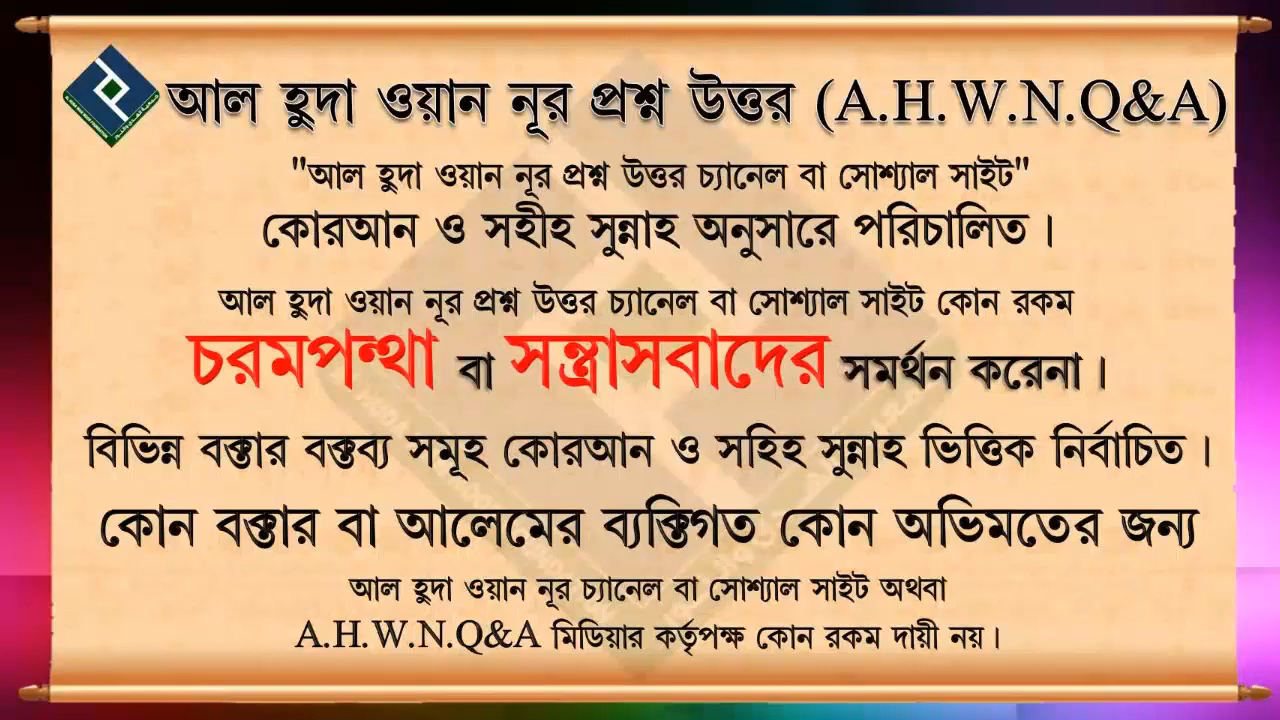 আল হুদা ওয়ান নূর প্রশ্ন উত্তর (A.H.W.N.Q&A)
"আল হুদা ওয়ান নূর প্রশ্ন উত্তর চ্যানেল বা সোশ্যাল সাইট"
কোরআন ও সহীহ সুন্নাহ অনুসারে পরিচালিত।
আল হুদা ওয়ান নূর প্রশ্ন উত্তর চ্যানেল বা সোশ্যাল সাইট কোন রকম
চরমপন্থা বা সন্ত্রাসবাদের সমর্থন করেনা।
বিভিন্ন বক্তার বক্তব্য সমূহ কোরআন ও সহিহ সুন্নাহ ভিত্তিক নির্বাচিত।
কোন বক্তার বা আলেমের ব্যক্তিগত কোন অভিমতের জন্য
আল হুদা ওয়ান নূর চ্যানেল বা সোশ্যাল সাইট অথবা
A.H.W.N.Q&A মিডিয়ার কর্তৃপক্ষ কোন রকম দায়ী নয়।